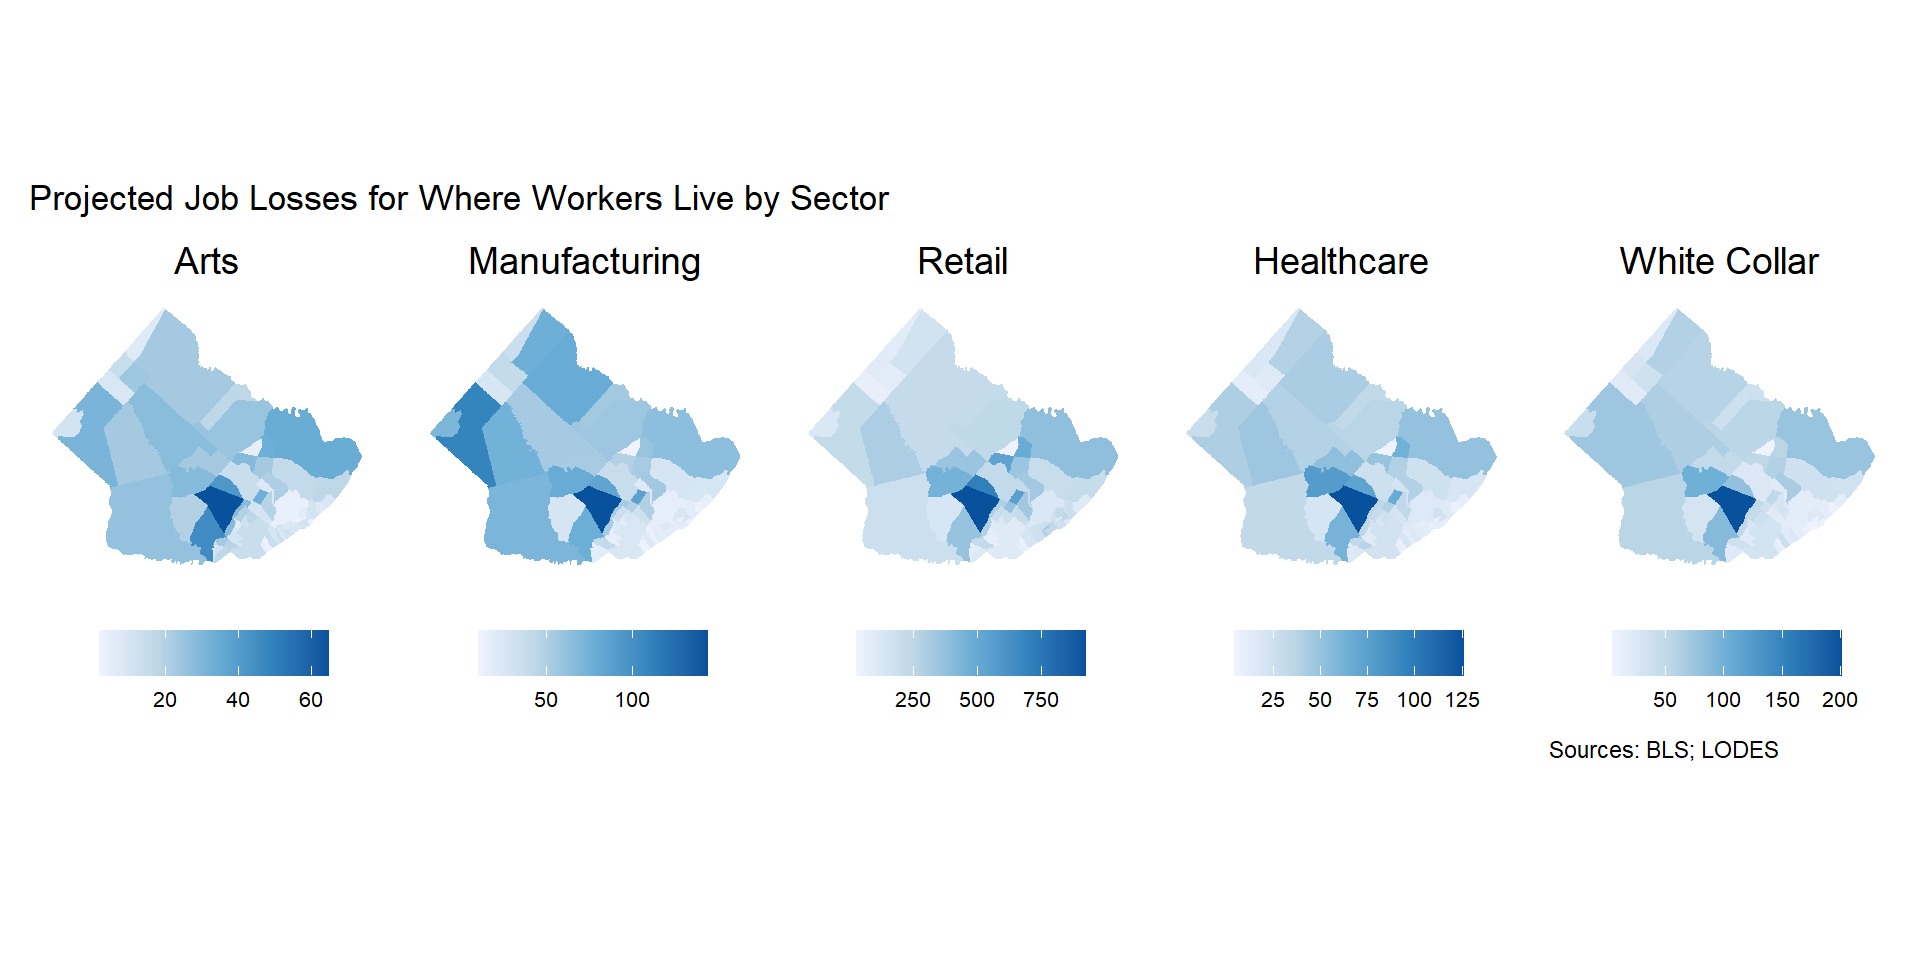 Projected Job Losses for Where Workers Live by Sector
Arts Manufacturing Retail Healthcare White Collar
20 40 60 50 100 250 500 750 25 50 75 100 125 50 100 150 200
Sources: BLS; LODES